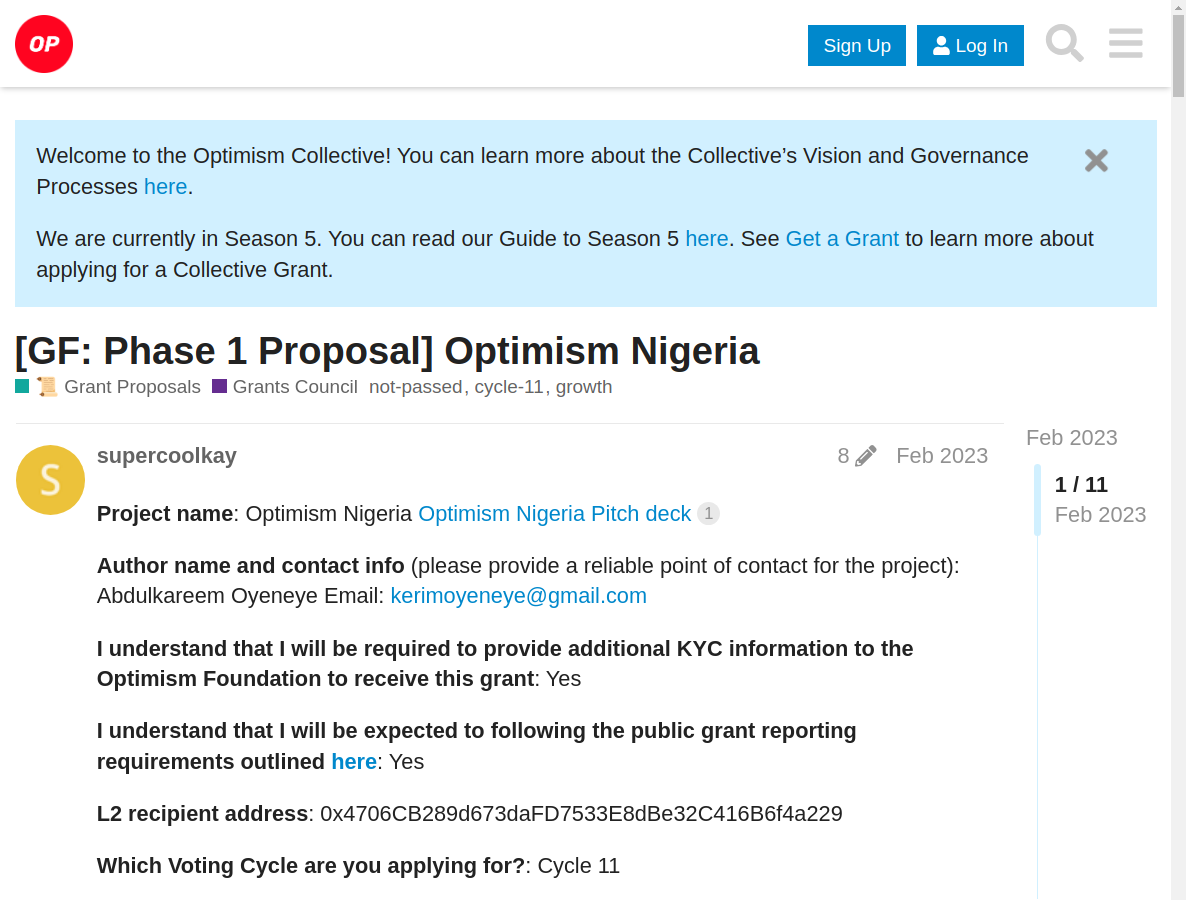 OP
Sign Up
Log In
Welcome to the Optimism Collective! You can learn more about the Collective’s Vision and Governance
Processes here.
We are currently in Season 5. You can read our Guide to Season 5 here. See Get a Grant to learn more about
applying for a Collective Grant.
[GF: Phase 1 Proposal] Optimism Nigeria
📜 Grant Proposals Grants Council not-passed, cycle-11, growth
S
supercoolkay 8 Feb 2023
Project name: Optimism Nigeria Optimism Nigeria Pitch deck 1
Author name and contact info (please provide a reliable point of contact for the project):
Abdulkareem Oyeneye Email: kerimoyeneye@gmail.com
I understand that I will be required to provide additional KYC information to the
Optimism Foundation to receive this grant: Yes
I understand that I will be expected to following the public grant reporting
requirements outlined here: Yes
L2 recipient address: 0x4706CB289d673daFD7533E8dBe32C416B6f4a229
Which Voting Cycle are you applying for?: Cycle 11
Feb 2023
1 / 11
Feb 2023